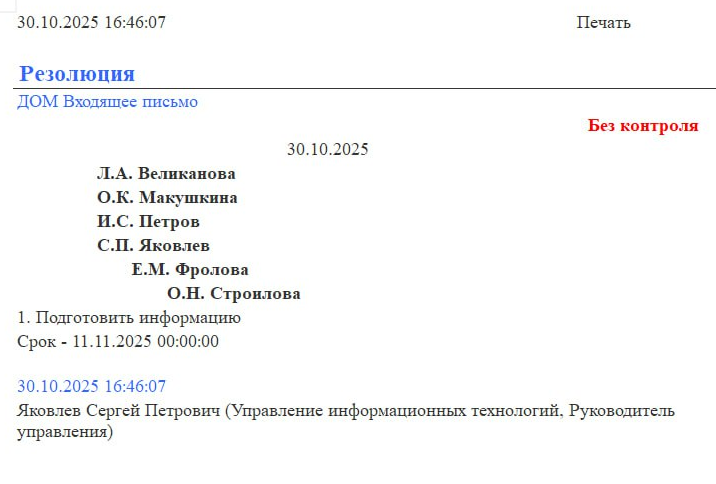 30.10.2025 16:46:07 Печать
Резолюция
ДОМ Входящее письмо
Без контроля
30.10.2025
Л.А. Великанова
О.К. Макушкина
И.С. Петров
С.П. Яковлев
Е.М. Фролова
О.Н. Строилова
1. Подготовить информацию
Срок - 11.11.2025 00:00:00
30.10.2025 16:46:07
Яковлев Сергей Петрович (Управление информационных технологий, Руководитель
управления)